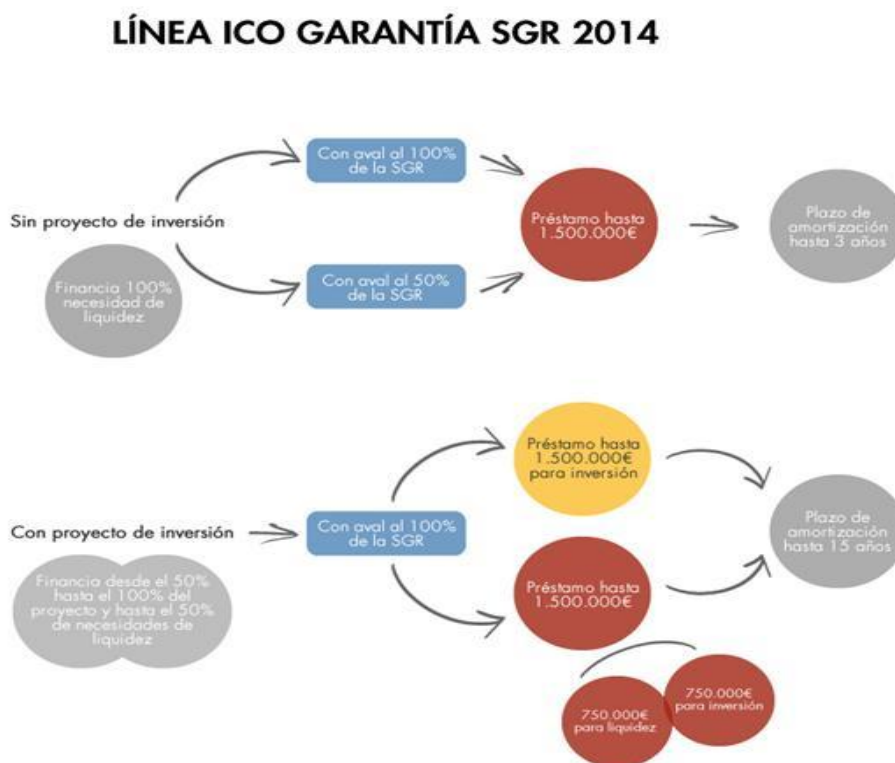 LÍNEA ICO GARANTÍA SGR 2014
Con aval al 100%
de la SGR
Sin proyecto de inversión
Financia 100%
necesidad de
liquidez
Con aval al 50%
de la SGR
Préstamo hasta
1.500.000€
Plazo de
amortización
hasta 3 años
Con proyecto de inversión
Financia desde el 50%
hasta el 100% del
proyecto y hasta el 50%
de necesidades de
liquidez
Con aval al 100%
de la SGR
Préstamo hasta
1.500.000€
para inversión
Préstamo hasta
1.500.000€
750.000€
para liquidez
750.000€
para inversión
Plazo de
amortización
hasta 15 años